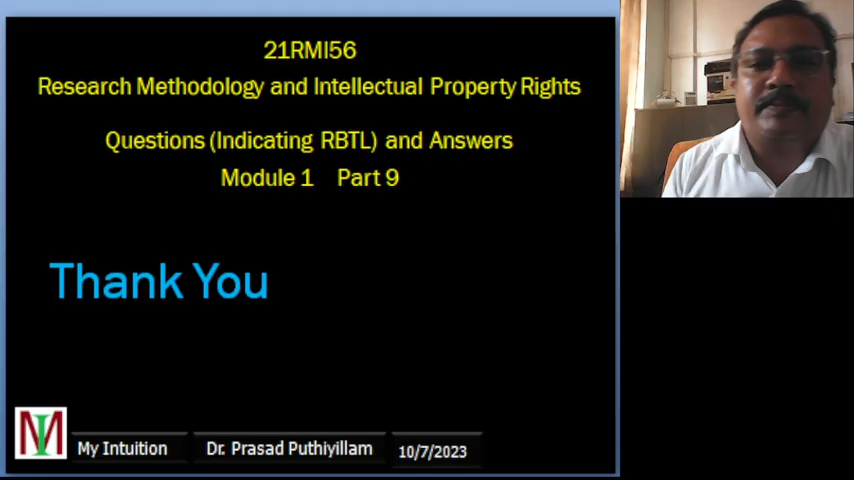 21RMI56
Research Methodology and Intellectual Property Rights
Questions (Indicating RBTL) and Answers
Module 1 Part 9
Thank You
MI
My Intuition
Dr. Prasad Puthiyillam
10/7/2023